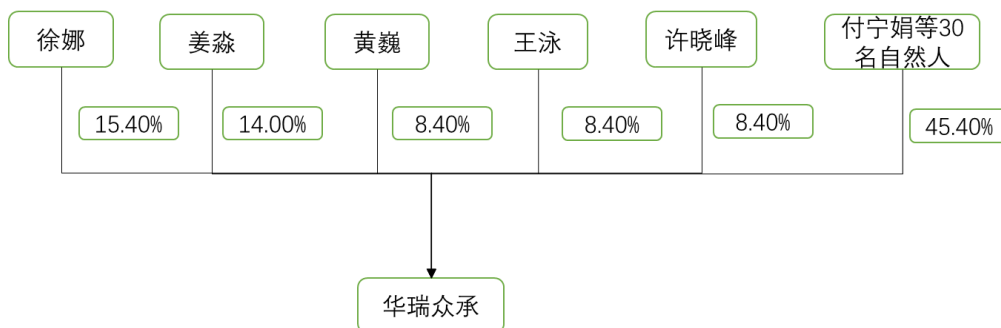 徐娜
姜淼
黄巍
王泳
许晓峰
付宁娟等30
名自然人
15.40%
14.00%
8.40%
8.40%
8.40%
45.40%
华瑞众承